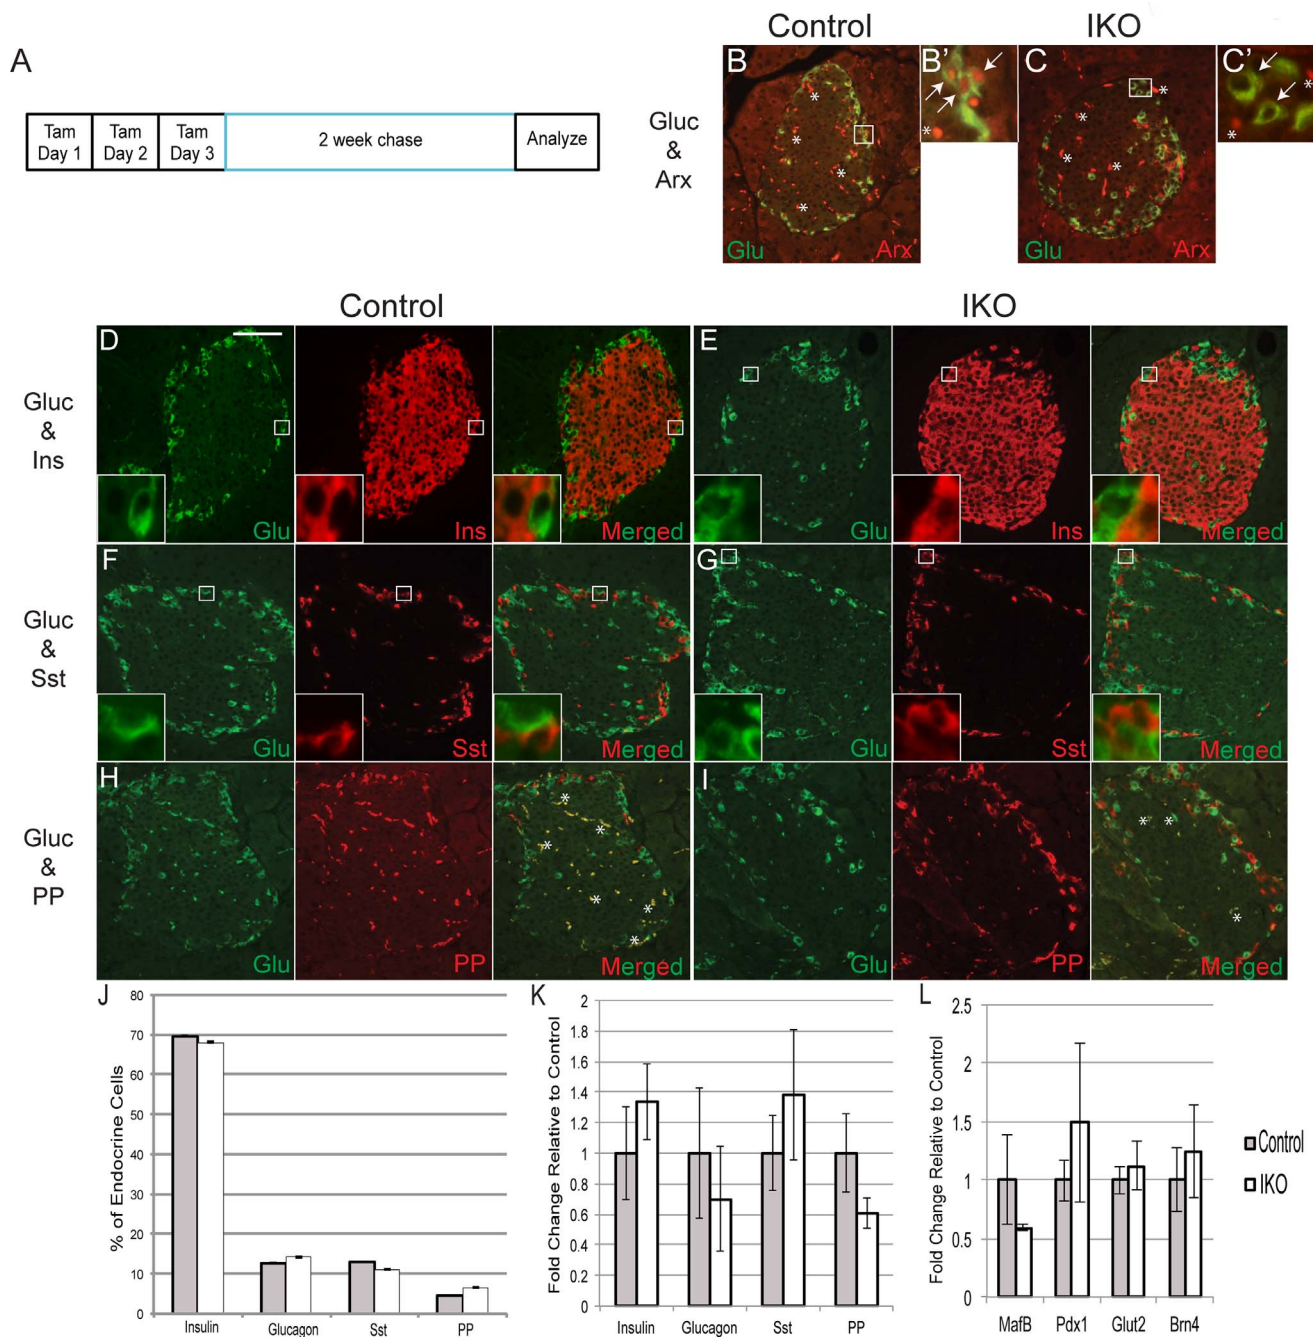 Control
IKO
A
Tam
Day 1
Tam
Day 2
Tam
Day 3
2 week chase
Analyze
Gluc
&
Arx
B
Glu
Arx
B'
*
*
*
*
*
C
Glu
Arx
*
*
*
*
C'
*
*
Control
IKO
Gluc
&
Ins
D
Glu
Ins
Merged
E
Glu
Ins
Merged
Gluc
&
Sst
F
Glu
Sst
Merged
G
Glu
Sst
Merged
Gluc
&
PP
H
Glu
PP
Merged
*
*
*
*
*
*
I
Glu
PP
Merged
* *
*
J
% of Endocrine Cells
80
70
60
50
40
30
20
10
0
Insulin Glucagon Sst PP
K
Fold Change Relative to Control
2
1.8
1.6
1.4
1.2
1
0.8
0.6
0.4
0.2
0
Insulin Glucagon Sst PP
L
Fold Change Relative to Control
2.5
2
1.5
1
0.5
0
MafB Pdx1 Glut2 Brn4
Control
IKO